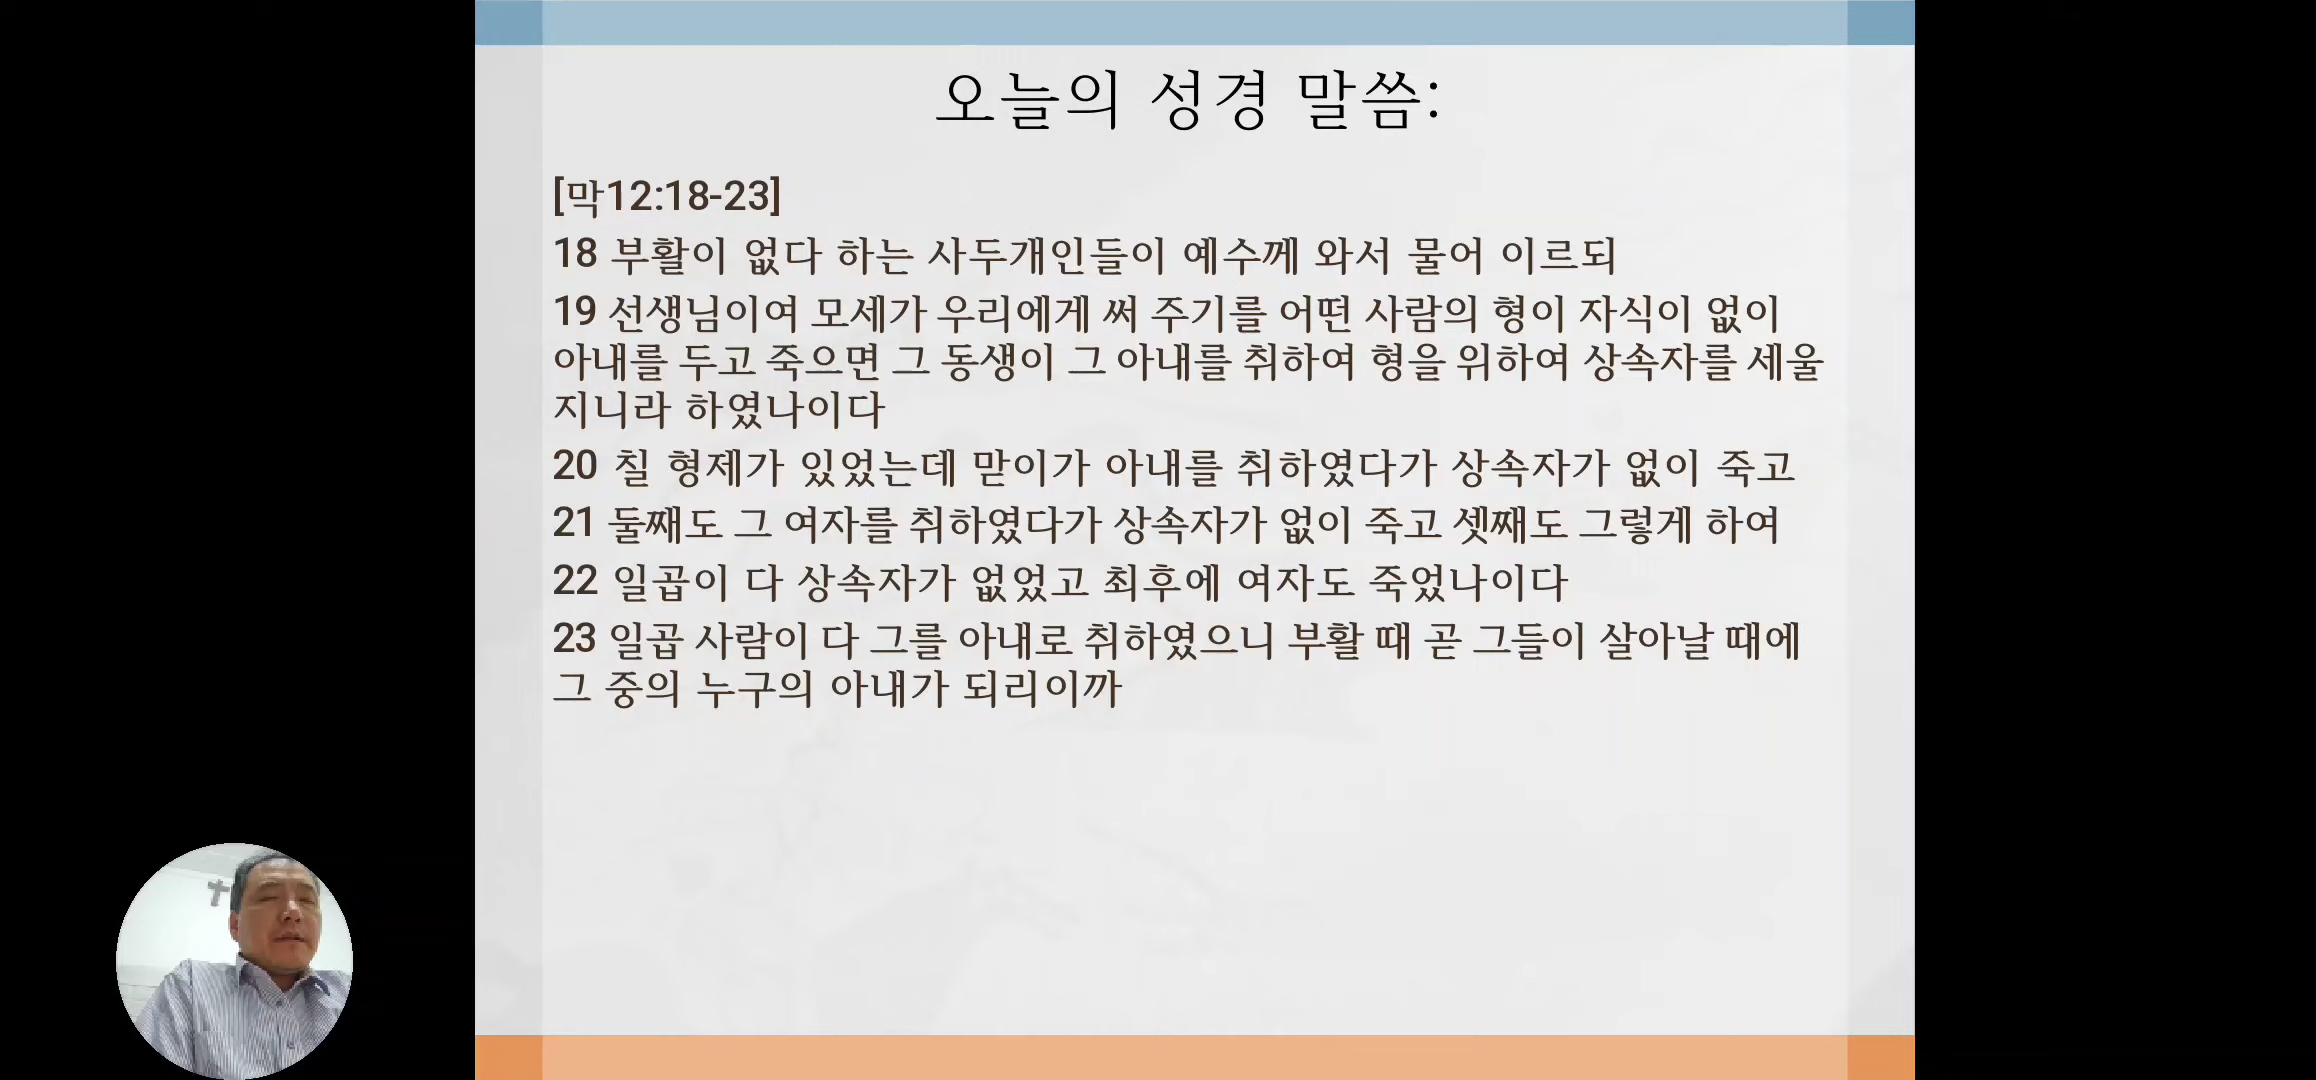 오늘의 성경 말씀:
[막12:18-23]
18 부활이 없다 하는 사두개인들이 예수께 와서 물어 이르되
19 선생님이여 모세가 우리에게 써 주기를 어떤 사람의 형이 자식이 없이
아내를 두고 죽으면 그 동생이 그 아내를 취하여 형을 위하여 상속자를 세울
지니라 하였나이다
20 칠 형제가 있었는데 맏이가 아내를 취하였다가 상속자가 없이 죽고
21 둘째도 그 여자를 취하였다가 상속자가 없이 죽고 셋째도 그렇게 하여
22 일곱이 다 상속자가 없었고 최후에 여자도 죽었나이다
23 일곱 사람이 다 그를 아내로 취하였으니 부활 때 곧 그들이 살아날 때에
그 중의 누구의 아내가 되리이까